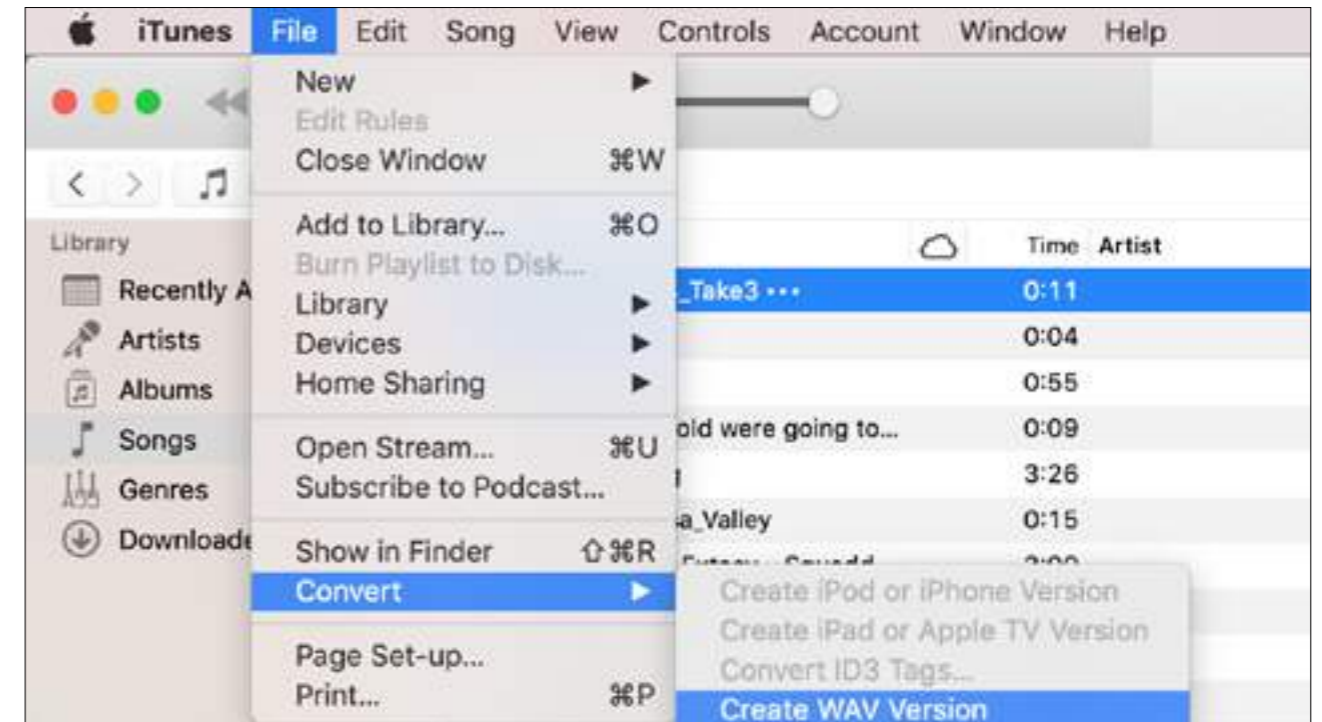 iTunes File Edit Song View Controls Account Window Help
New
Edit Rules
Close Window ⌘W
Add to Library... ⌘O
Burn Playlist to Disk...
Library
Devices
Home Sharing
Open Stream... ⌘U
Subscribe to Podcast...
Show in Finder ⇧⌘R
Convert
Page Set-up...
Print... ⌘P
Library
Recently A
Artists
Albums
Songs
Genres
Downloade
Time Artist
_Take3 ••• 0:11
0:04
0:55
old were going to... 0:09
3:26
a_Valley 0:15
Create iPod or iPhone Version
Create iPad or Apple TV Version
Convert ID3 Tags...
Create WAV Version